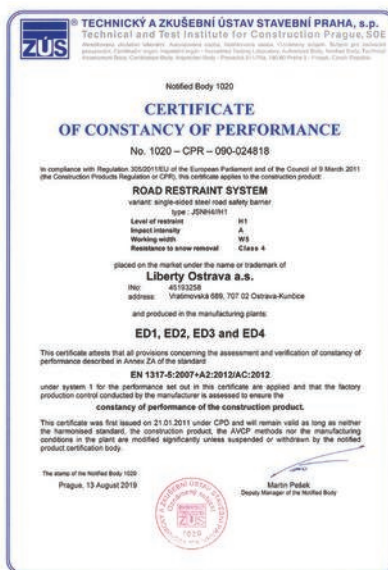 TECHNICKÝ A ZKUŠEBNÍ ÚSTAV STAVEBNÍ PRAHA, s.p.
Technical and Test Institute for Construction Prague, SOE
ZÚS
Notified Body 1020
CERTIFICATE
OF CONSTANCY OF PERFORMANCE
No. 1020 – CPR – 090-024818
In compliance with Regulation 305/2011/EU of the European Parliament and of the Council of 9 March 2011
(the Construction Products Regulation or CPR), this certificate applies to the construction product:
ROAD RESTRAINT SYSTEM
variant: single-sided steel road safety barrier
type : JSNH4/H1
Level of restraint H1
Impact intensity A
Working width W5
Resistance to snow removal Class 4
placed on the market under the name or trademark of
Liberty Ostrava a.s.
INo: 45193258
address: Vratimovská 689, 707 02 Ostrava-Kunčice
and produced in the manufacturing plants:
ED1, ED2, ED3 and ED4
This certificate attests that all provisions concerning the assessment and verification of constancy of
performance described in Annex ZA of the standard
EN 1317-5:2007+A2:2012/AC:2012
under system 1 for the performance set out in this certificate are applied and that the factory
production control conducted by the manufacturer is assessed to ensure the
constancy of performance of the construction product.
This certificate was first issued on 21.01.2011 under CPD and will remain valid as long as neither
the harmonised standard, the construction product, the AVCP methods nor the manufacturing
conditions in the plant are modified significantly unless suspended or withdrawn by the notified
product certification body.
The stamp of the Notified Body 1020
Prague, 13 August 2019
Martin Pešek
Deputy Manager of the Notified Body
ZÚS
1020